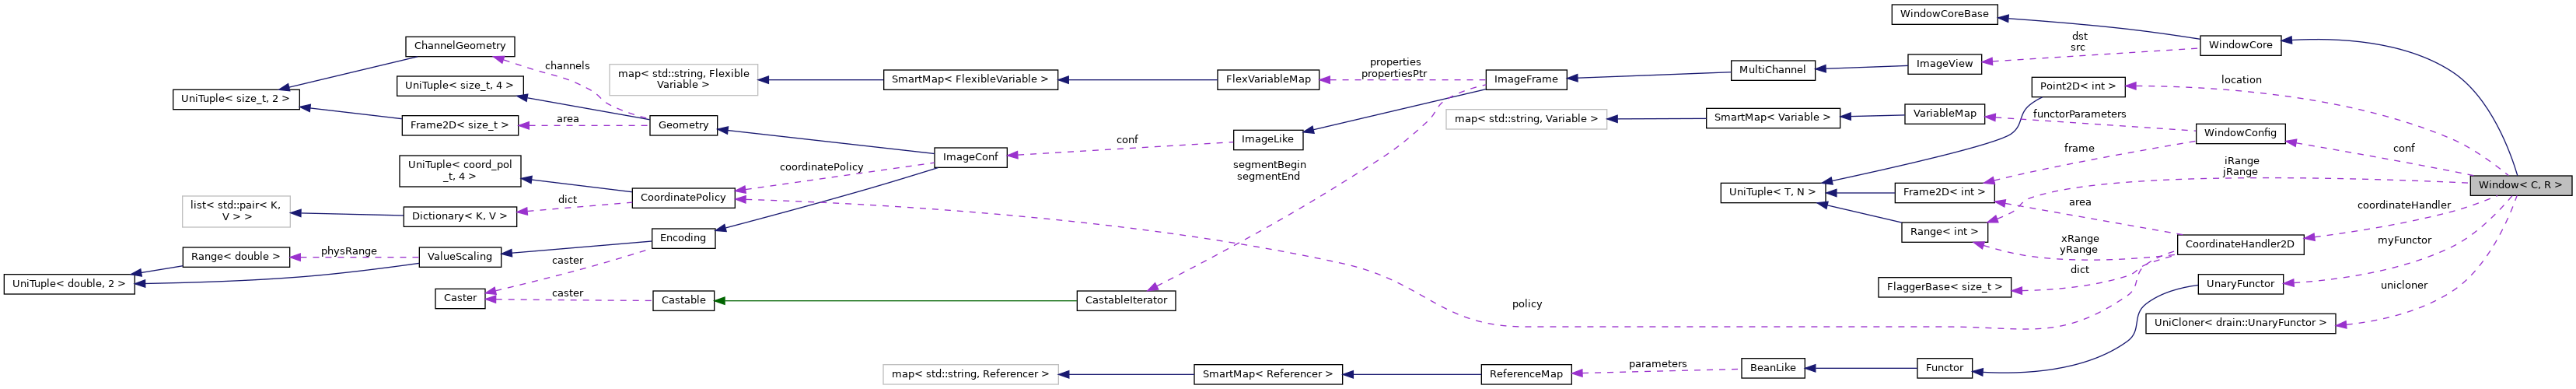 WindowCoreBase
ChannelGeometry
WindowCore
dst
src
channels
map< std::string, Flexible
Variable >
SmartMap< FlexibleVariable >
FlexVariableMap
properties
propertiesPtr
ImageFrame
MultiChannel
ImageView
location
UniTuple< size_t, 4 >
UniTuple< size_t, 2 >
Point2D< int >
Frame2D< size_t >
area
Geometry
map< std::string, Variable >
SmartMap< Variable >
VariableMap
functorParameters
WindowConfig
ImageLike
conf
ImageConf
coordinatePolicy
segmentBegin
segmentEnd
frame
conf
iRange
jRange
UniTuple< coord_pol
_t, 4 >
CoordinatePolicy
dict
UniTuple< T, N >
Frame2D< int >
Window< C, R >
list< std::pair< K,
V > >
Dictionary< K, V >
area
coordinateHandler
Encoding
Range< int >
xRange
yRange
CoordinateHandler2D
myFunctor
Range< double >
physRange
ValueScaling
caster
UniTuple< double, 2 >
dict
FlaggerBase< size_t >
UnaryFunctor
unicloner
Caster
caster
Castable
CastableIterator
policy
UniCloner< drain::UnaryFunctor >
map< std::string, Referencer >
SmartMap< Referencer >
ReferenceMap
parameters
BeanLike
Functor